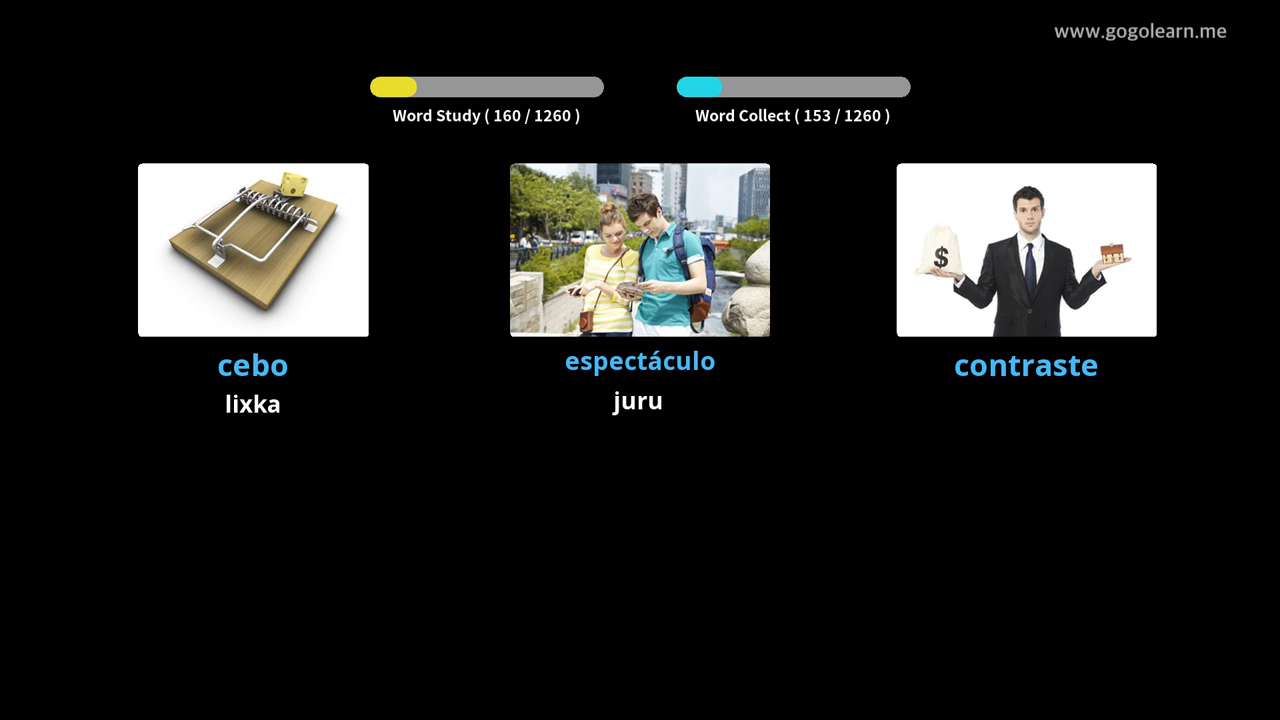 www.gogolearn.me
Word Study ( 160 / 1260 )
Word Collect ( 153 / 1260 )
cebo
lixka
espectáculo
juru
contraste
$